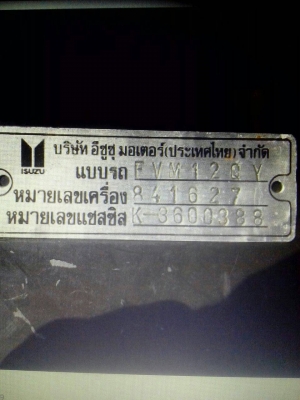 บริษัท อีซูซุ มอเตอร์(ประเทศไทย)จำกัด
ISUZU
แบบรถ FVM12QY
หมายเลขเครื่อง 841627
หมายเลขแชสซิส K-3600388